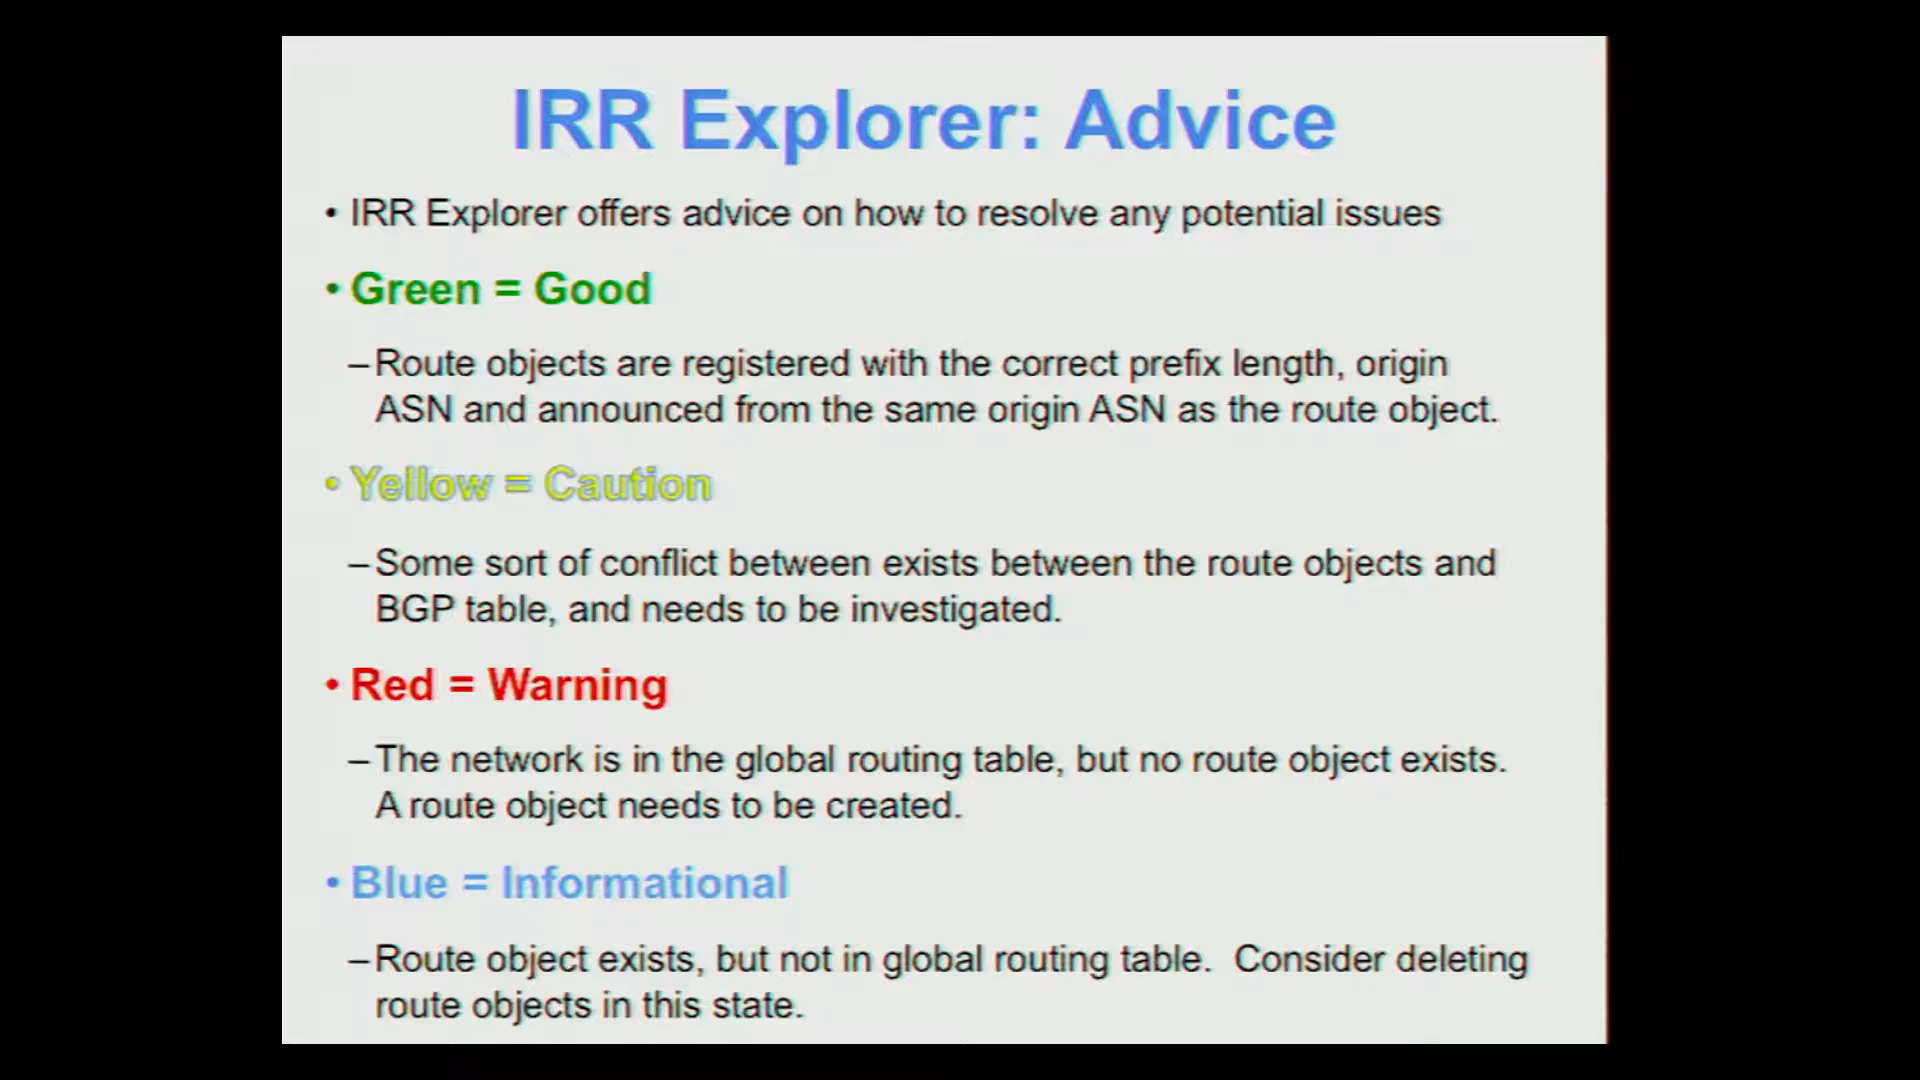 IRR Explorer: Advice
• IRR Explorer offers advice on how to resolve any potential issues
• Green = Good
– Route objects are registered with the correct prefix length, origin
ASN and announced from the same origin ASN as the route object.
• Yellow = Caution
– Some sort of conflict between exists between the route objects and
BGP table, and needs to be investigated.
• Red = Warning
– The network is in the global routing table, but no route object exists.
A route object needs to be created.
• Blue = Informational
– Route object exists, but not in global routing table.  Consider deleting
route objects in this state.